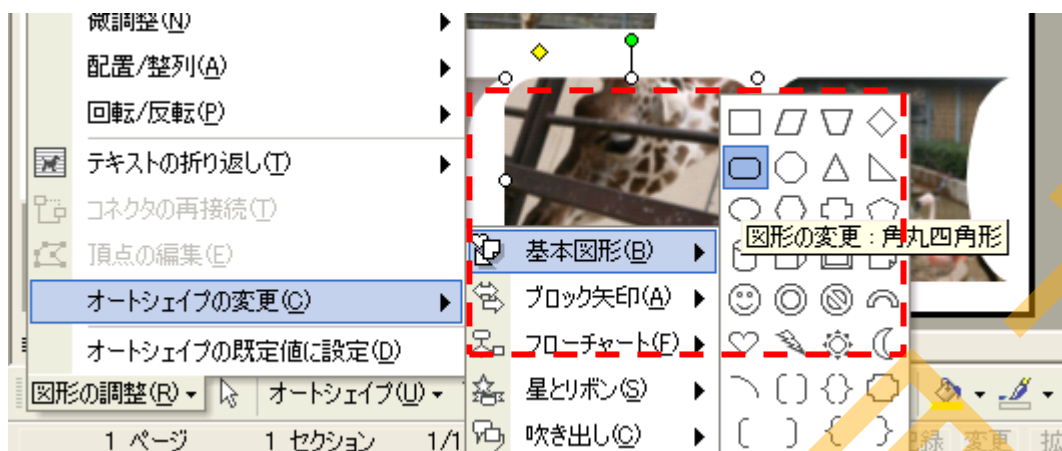 微調整(N)
配置/整列(A)
回転/反転(P)
テキストの折り返し(T)
コネクタの再接続(T)
頂点の編集(E)
オートシェイプの変更(C)
オートシェイプの既定値に設定(D)
基本図形(B)
ブロック矢印(A)
フローチャート(F)
星とリボン(S)
吹き出し(C)
図形の変更：角丸四角形
図形の調整(R)
オートシェイプ(U)
1 ページ
1 セクション
1/1
記録
変更
拡